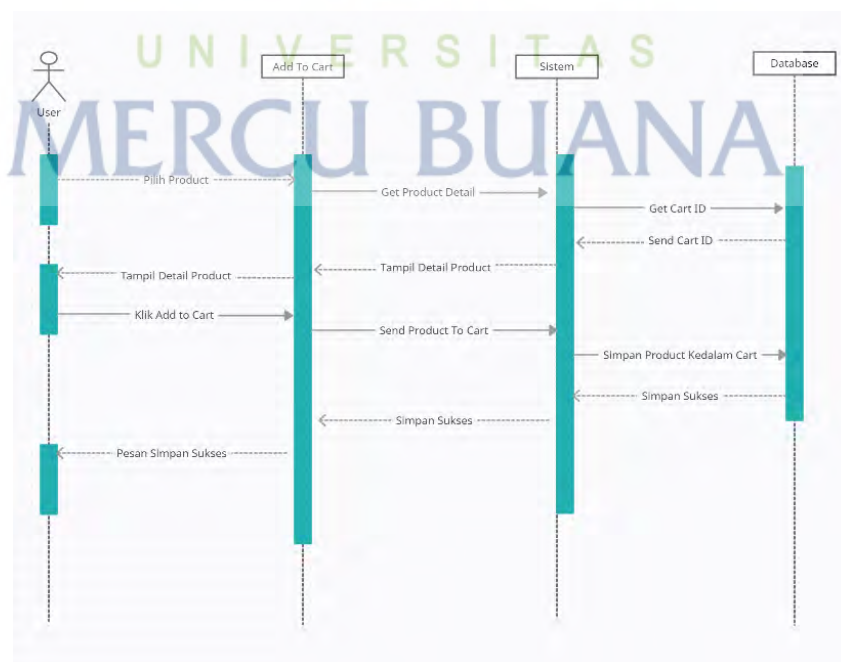 UNIVERSITAS
MERCU BUANA
User
Add To Cart
Sistem
Database
Pilih Product
Get Product Detail
Get Cart ID
Send Cart ID
Tampil Detail Product
Tampil Detail Product
Klik Add to Cart
Send Product To Cart
Simpan Product Kedalam Cart
Simpan Sukses
Simpan Sukses
Pesan Simpan Sukses